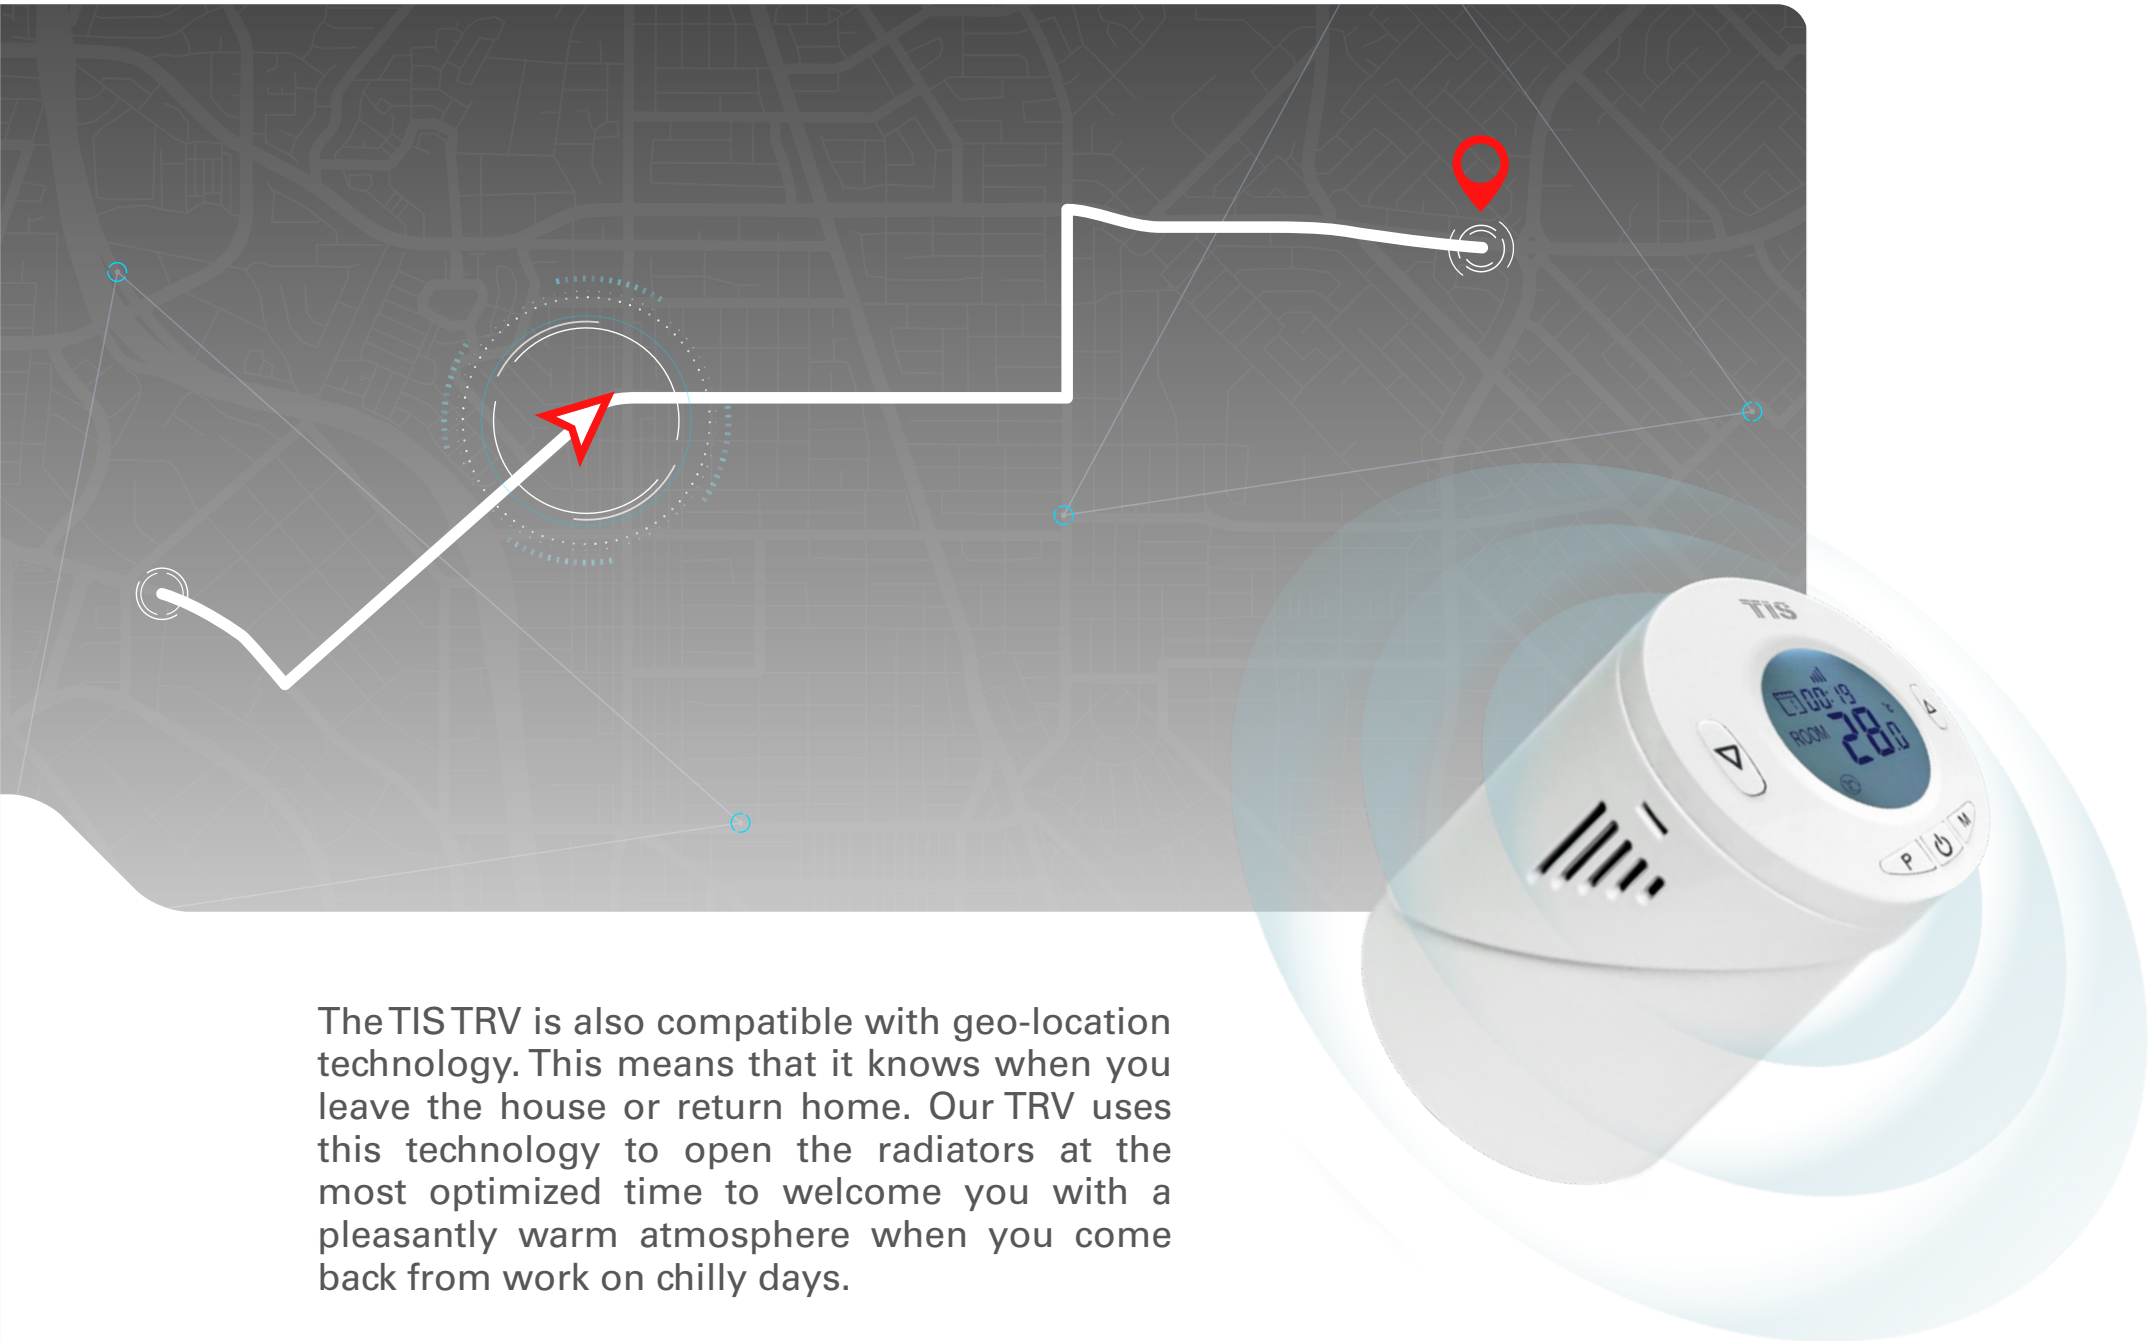 TIS
00:19
ROOM 28.0 °C
P M
The TIS TRV is also compatible with geo-location
technology. This means that it knows when you
leave the house or return home. Our TRV uses
this technology to open the radiators at the
most optimized time to welcome you with a
pleasantly warm atmosphere when you come
back from work on chilly days.